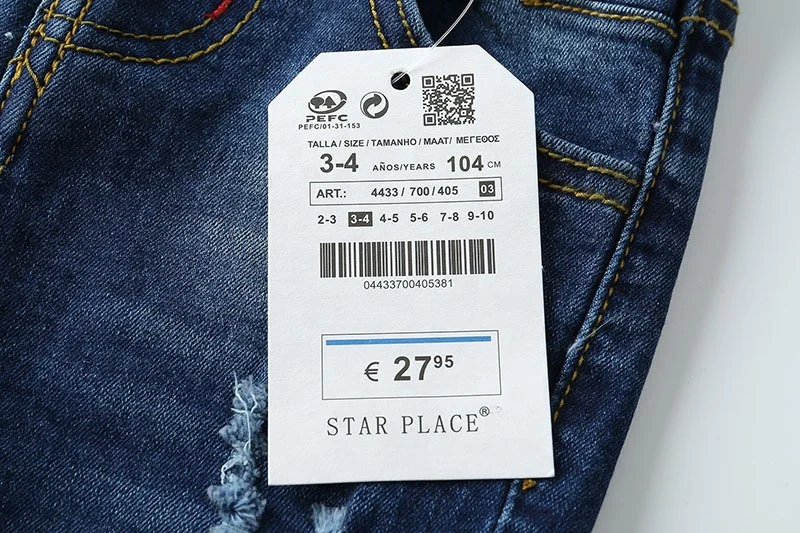 PEFC
PEFC/01-31-153
TALLA / SIZE / TAMANHO / MAAT/ ΜΕΓΕΘΟΣ
3-4 AÑOS/YEARS 104 CM
ART.: 4433 / 700 / 405 03
2-3 3-4 4-5 5-6 7-8 9-10
04433700405381
€ 27 95
STAR PLACE®